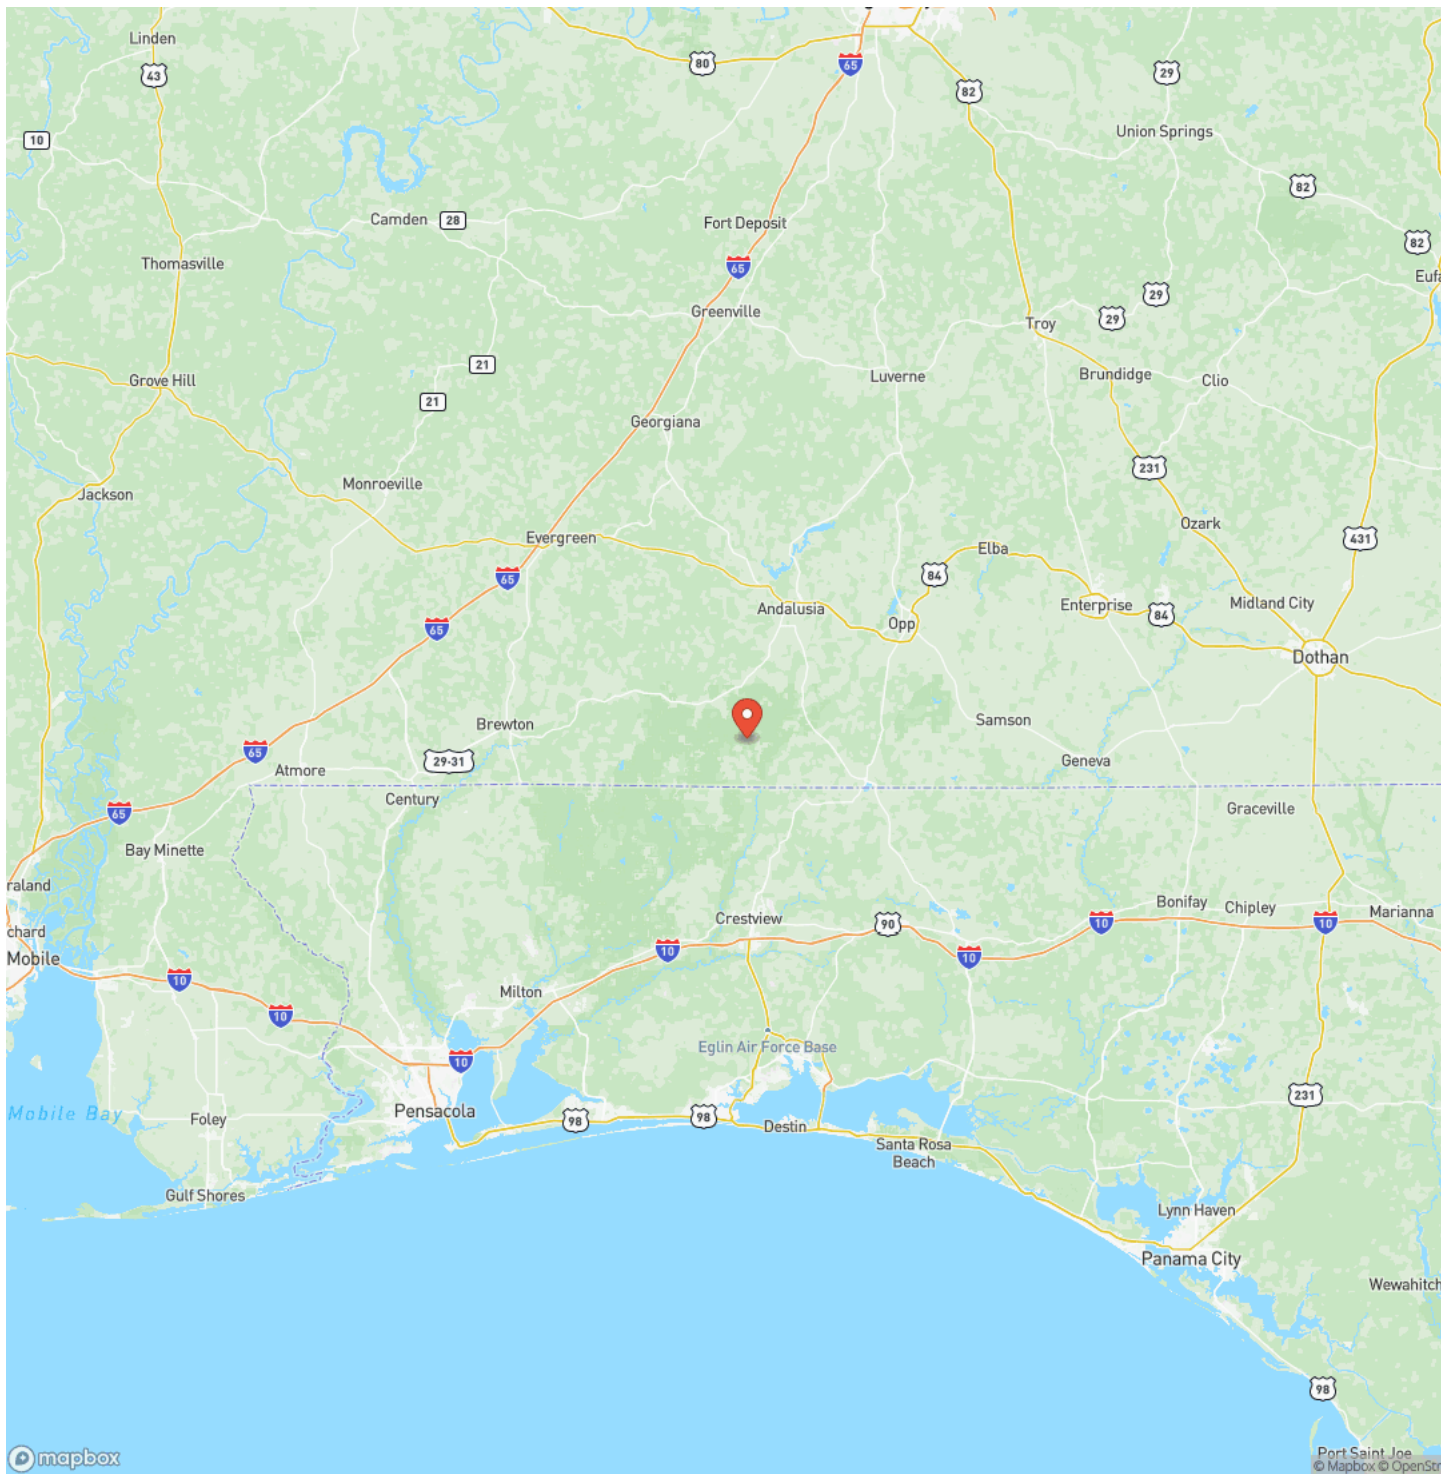 Linden
80
65
29
43
82
10
Union Springs
82
Camden
28
Fort Deposit
82
Thomasville
65
Eufa
29
Greenville
29
Troy
21
Grove Hill
Luverne
Brundidge
Clio
21
Georgiana
231
Monroeville
Jackson
Ozark
Evergreen
431
Elba
65
84
Enterprise
Midland City
Andalusia
84
65
Opp
Dothan
Brewton
Samson
65
29-31
Geneva
Atmore
Century
Graceville
65
Bay Minette
raland
Bonifay
Chipley
Marianna
Crestview
90
10
10
chard
10
Mobile
10
10
Milton
10
Eglin Air Force Base
10
231
Mobile Bay
Foley
Pensacola
98
98
Destin
Santa Rosa
Beach
Gulf Shores
Lynn Haven
Panama City
Wewahitch
98
Port Saint Joe
mapbox
© Mapbox © OpenStr